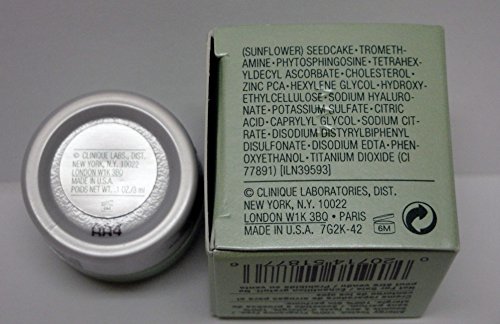 © CLINIQUE LABS., DIST.
NEW YORK, N.Y. 10022
LONDON W1K 3BQ
MADE IN U.S.A.
POIDS NET WT. .1 OZ/3 ml
AA4
(SUNFLOWER) SEEDCAKE•TROMETH-
AMINE•PHYTOSPHINGOSINE•TETRAHEX-
YLDECYL ASCORBATE•CHOLESTEROL•
ZINC PCA•HEXYLENE GLYCOL•HYDROXY-
ETHYLCELLULOSE•SODIUM HYALURO-
NATE•POTASSIUM SULFATE•CITRIC
ACID•CAPRYLYL GLYCOL•SODIUM CIT-
RATE•DISODIUM DISTYRYLBIPHENYL
DISULFONATE•DISODIUM EDTA•PHEN-
OXYETHANOL•TITANIUM DIOXIDE (CI
77891) [ILN39593]
© CLINIQUE LABORATORIES, DIST.
NEW YORK, N.Y. 10022
LONDON W1K 3BQ • PARIS
MADE IN U.S.A. 7G2K-42
6M